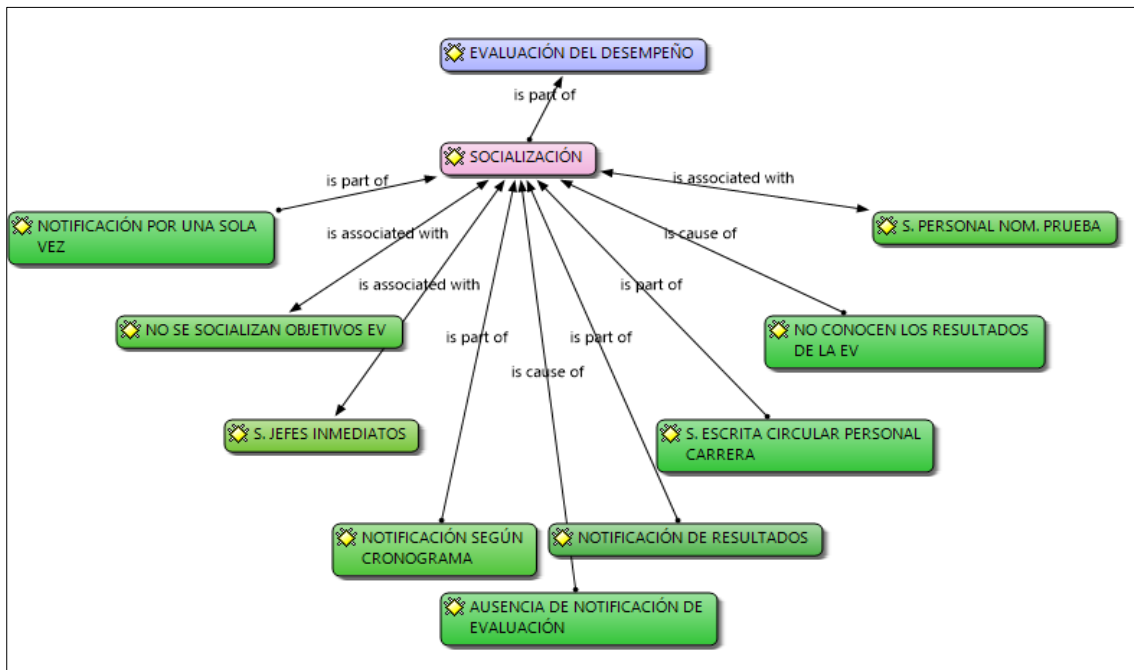 EVALUACIÓN DEL DESEMPEÑO
is part of
SOCIALIZACIÓN
is part of
is associated with
NOTIFICACIÓN POR UNA SOLA
VEZ
S. PERSONAL NOM. PRUEBA
is associated with
is cause of
is associated with
is part of
NO SE SOCIALIZAN OBJETIVOS EV
NO CONOCEN LOS RESULTADOS
DE LA EV
is part of
is part of
is cause of
S. JEFES INMEDIATOS
S. ESCRITA CIRCULAR PERSONAL
CARRERA
NOTIFICACIÓN SEGÚN
CRONOGRAMA
NOTIFICACIÓN DE RESULTADOS
AUSENCIA DE NOTIFICACIÓN DE
EVALUACIÓN